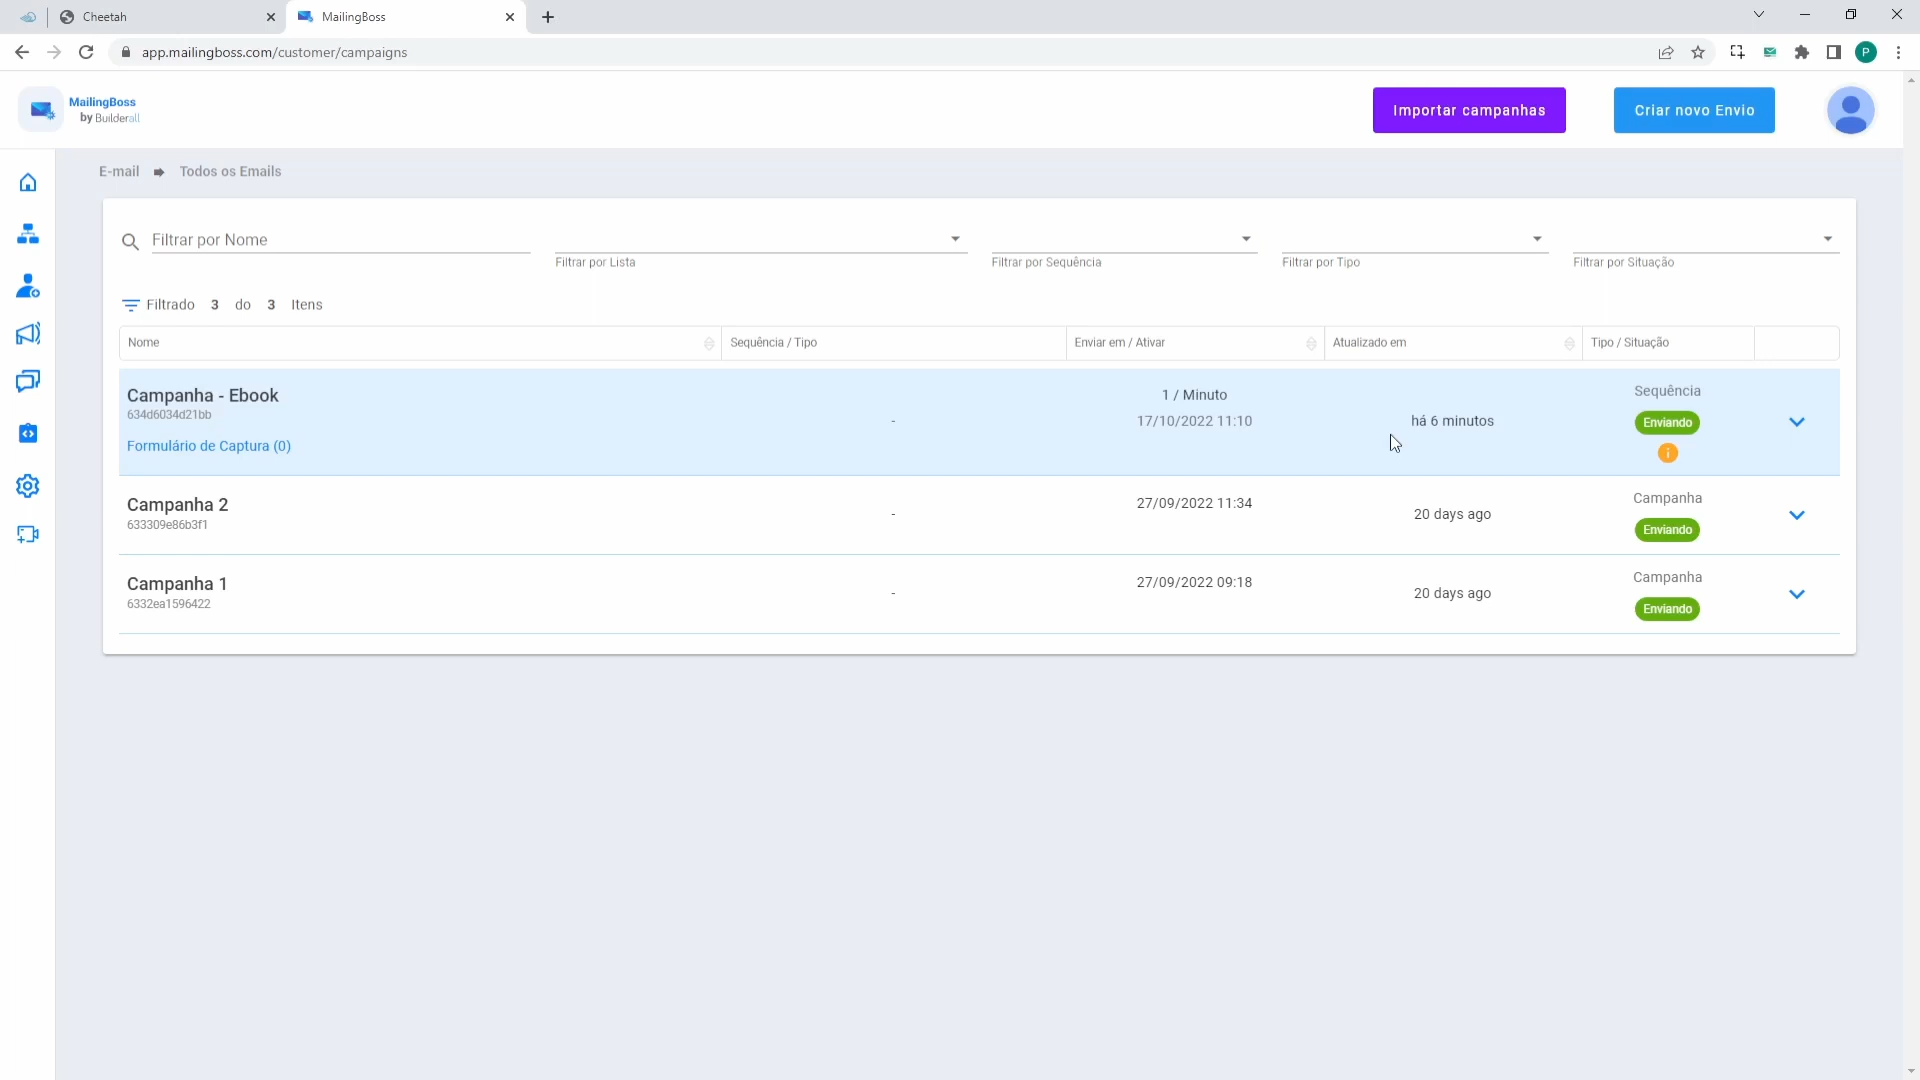 Cheetah
MailingBoss
app.mailingboss.com/customer/campaigns
P
MailingBoss
by Builderall
Importar campanhas
Criar novo Envio
E-mail
Todos os Emails
Filtrar por Nome
Filtrar por Lista
Filtrar por Sequência
Filtrar por Tipo
Filtrar por Situação
Filtrado 3 do 3 Itens
Nome
Sequência / Tipo
Enviar em / Ativar
Atualizado em
Tipo / Situação
Campanha - Ebook
634d6034d21bb
Formulário de Captura (0)
-
1 / Minuto
17/10/2022 11:10
há 6 minutos
Sequência
Enviando
Campanha 2
633309e86b3f1
-
27/09/2022 11:34
20 days ago
Campanha
Enviando
Campanha 1
6332ea1596422
-
27/09/2022 09:18
20 days ago
Campanha
Enviando